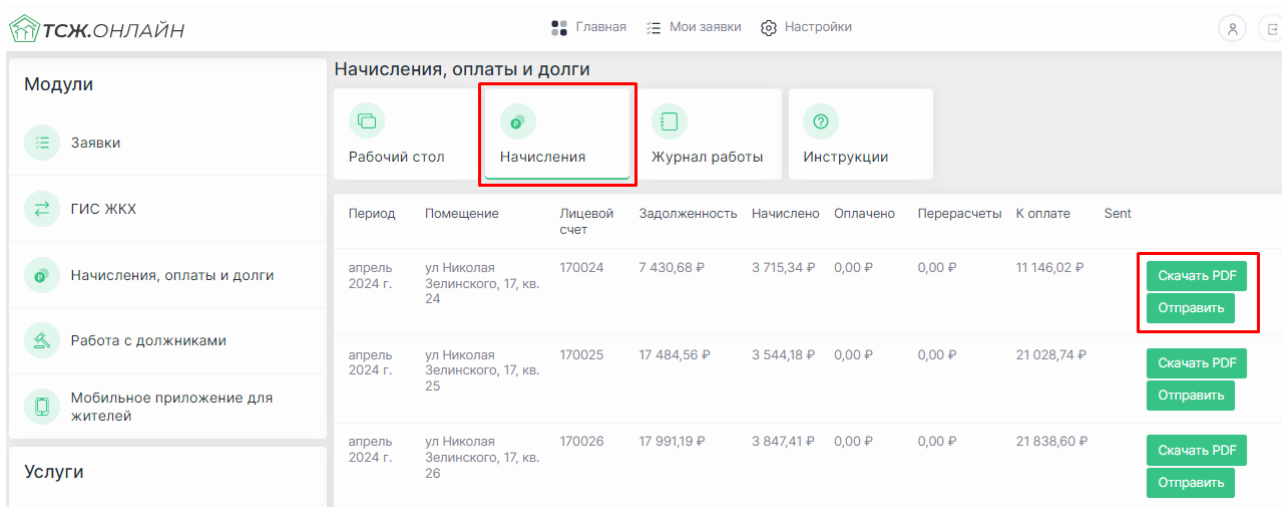 ТСЖ.ОНЛАЙН
Главная
Мои заявки
Настройки
Модули
Заявки
ГИС ЖКХ
Начисления, оплаты и долги
Работа с должниками
Мобильное приложение для
жителей
Услуги
Начисления, оплаты и долги
Рабочий стол
Начисления
Журнал работы
Инструкции
Период Помещение Лицевой Задолженность Начислено Оплачено Перерасчеты К оплате Sent
счет
апрель ул Николая 170024 7 430,68 ₽ 3 715,34 ₽ 0,00 ₽ 0,00 ₽ 11 146,02 ₽ Скачать PDF
2024 г. Зелинского, 17, кв.
24 Отправить
апрель ул Николая 170025 17 484,56 ₽ 3 544,18 ₽ 0,00 ₽ 0,00 ₽ 21 028,74 ₽ Скачать PDF
2024 г. Зелинского, 17, кв.
25 Отправить
апрель ул Николая 170026 17 991,19 ₽ 3 847,41 ₽ 0,00 ₽ 0,00 ₽ 21 838,60 ₽ Скачать PDF
2024 г. Зелинского, 17, кв.
26 Отправить